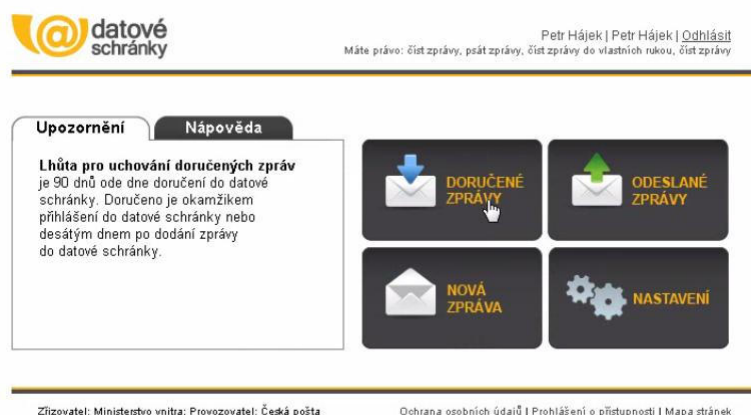 datové
schránky
Petr Hájek | Petr Hájek | Odhlásit
Máte právo: číst zprávy, psát zprávy, číst zprávy do vlastních rukou, číst zprávy
Upozornění
Nápověda
Lhůta pro uchování doručených zpráv
je 90 dnů ode dne doručení do datové
schránky. Doručeno je okamžikem
přihlášení do datové schránky nebo
desátým dnem po dodání zprávy
do datové schránky.
DORUČENÉ
ZPRÁVY
ODESLANÉ
ZPRÁVY
NOVÁ
ZPRÁVA
NASTAVENÍ
Zřizovatel: Ministerstvo vnitra; Provozovatel: Česká pošta
Ochrana osobních údajů | Prohlášení o přístupnosti | Mapa stránek